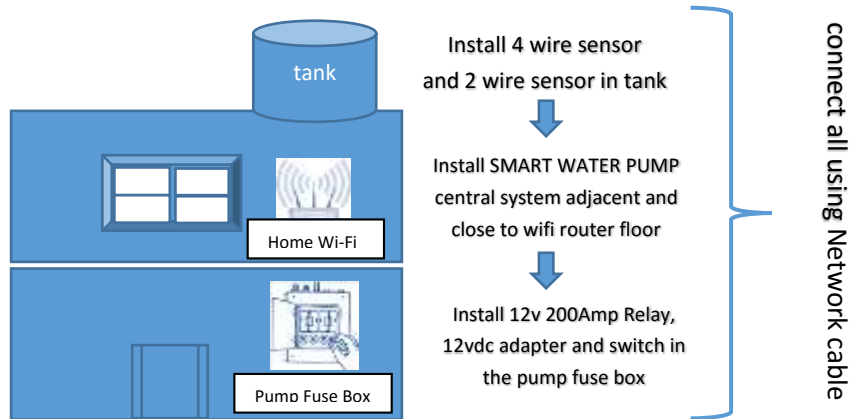 tank
Install 4 wire sensor
and 2 wire sensor in tank
Install SMART WATER PUMP
central system adjacent and
close to wifi router floor
Home Wi-Fi
Install 12v 200Amp Relay,
12vdc adapter and switch in
the pump fuse box
Pump Fuse Box
connect all using Network cable